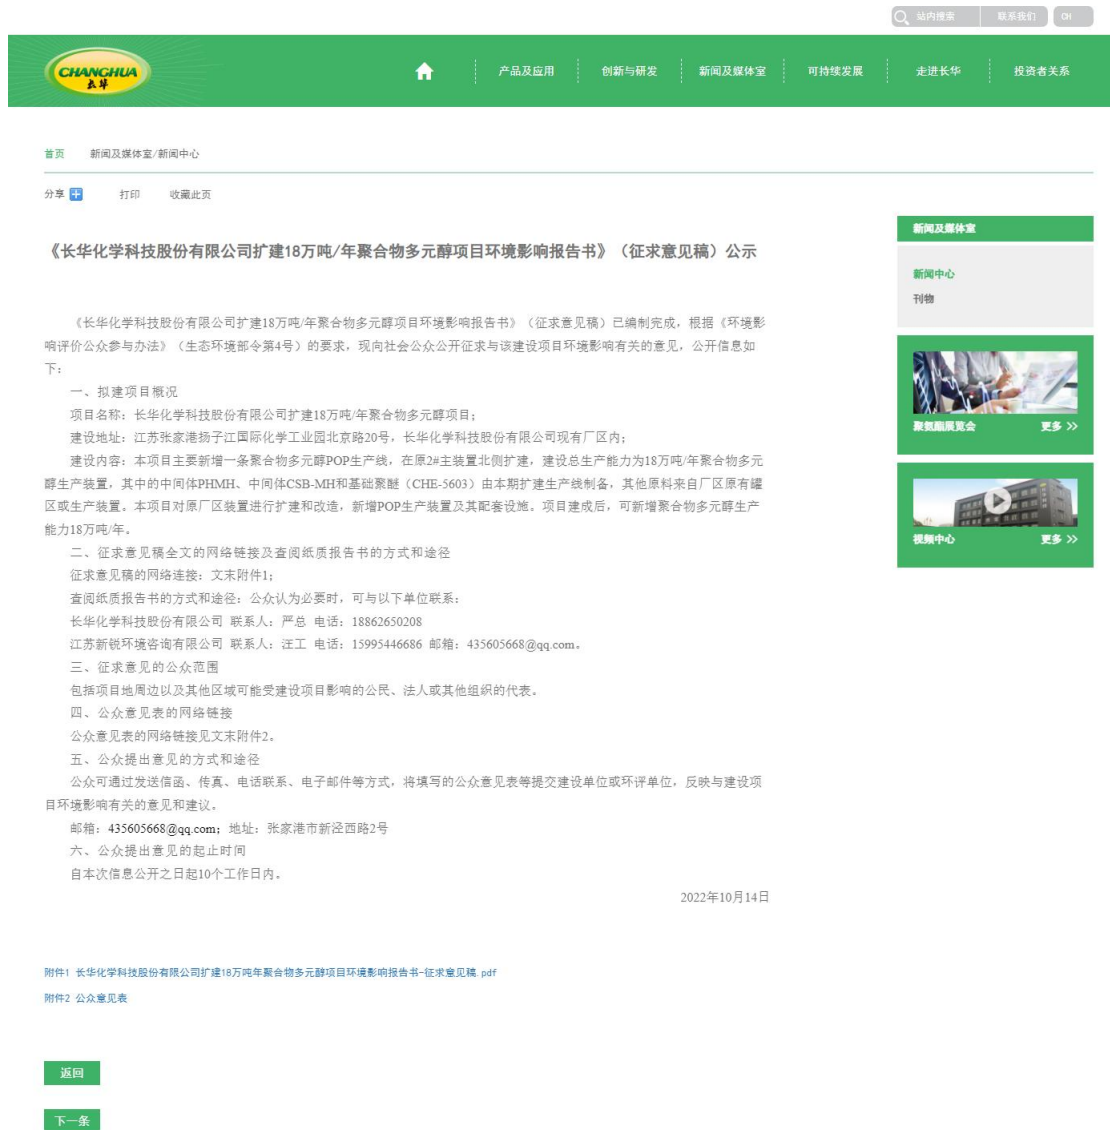 站内搜索
联系我们
CH
CHANGHUA
长华
产品及应用
创新与研发
新闻及媒体室
可持续发展
走进长华
投资者关系
首页
新闻及媒体室/新闻中心
分享
打印
收藏此页
《长华化学科技股份有限公司扩建18万吨/年聚合物多元醇项目环境影响报告书》（征求意见稿）公示
《长华化学科技股份有限公司扩建18万吨/年聚合物多元醇项目环境影响报告书》（征求意见稿）已编制完成，根据《环境影
响评价公众参与办法》（生态环境部令第4号）的要求，现向社会公众公开征求与该建设项目环境影响有关的意见，公开信息如
下：
一、拟建项目概况
项目名称：长华化学科技股份有限公司扩建18万吨/年聚合物多元醇项目；
建设地址：江苏张家港扬子江国际化学工业园北京路20号，长华化学科技股份有限公司现有厂区内；
建设内容：本项目主要新增一条聚合物多元醇POP生产线，在原2#主装置北侧扩建，建设总生产能力为18万吨/年聚合物多元
醇生产装置，其中的中间体PHMH、中间体CSB-MH和基础聚醚（CHE-5603）由本期扩建生产线制备，其他原料来自厂区原有罐
区或生产装置。本项目对原厂区装置进行扩建和改造，新增POP生产装置及其配套设施。项目建成后，可新增聚合物多元醇生产
能力18万吨/年。
二、征求意见稿全文的网络链接及查阅纸质报告书的方式和途径
征求意见稿的网络连接：文末附件1；
查阅纸质报告书的方式和途径：公众认为必要时，可与以下单位联系：
长华化学科技股份有限公司 联系人：严总 电话：18862650208
江苏新锐环境咨询有限公司 联系人：汪工 电话：15995446686 邮箱：435605668@qq.com。
三、征求意见的公众范围
包括项目地周边以及其他区域可能受建设项目影响的公民、法人或其他组织的代表。
四、公众意见表的网络链接
公众意见表的网络链接见文末附件2。
五、公众提出意见的方式和途径
公众可通过发送信函、传真、电话联系、电子邮件等方式，将填写的公众意见表等提交建设单位或环评单位，反映与建设项
目环境影响有关的意见和建议。
邮箱：435605668@qq.com；地址：张家港市新泾西路2号
六、公众提出意见的起止时间
自本次信息公开之日起10个工作日内。
2022年10月14日
附件1 长华化学科技股份有限公司扩建18万吨年聚合物多元醇项目环境影响报告书-征求意见稿.pdf
附件2 公众意见表
返回
下一条
新闻及媒体室
新闻中心
刊物
聚氨酯展览会
更多 >>
视频中心
更多 >>